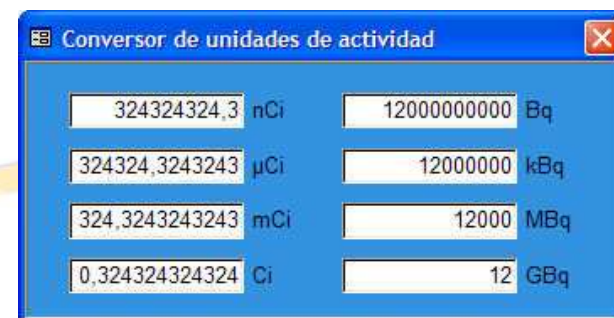 Conversor de unidades de actividad
324324324,3 nCi 12000000000 Bq
324324,3243243 µCi 12000000 kBq
324,3243243243 mCi 12000 MBq
0,324324324324 Ci 12 GBq